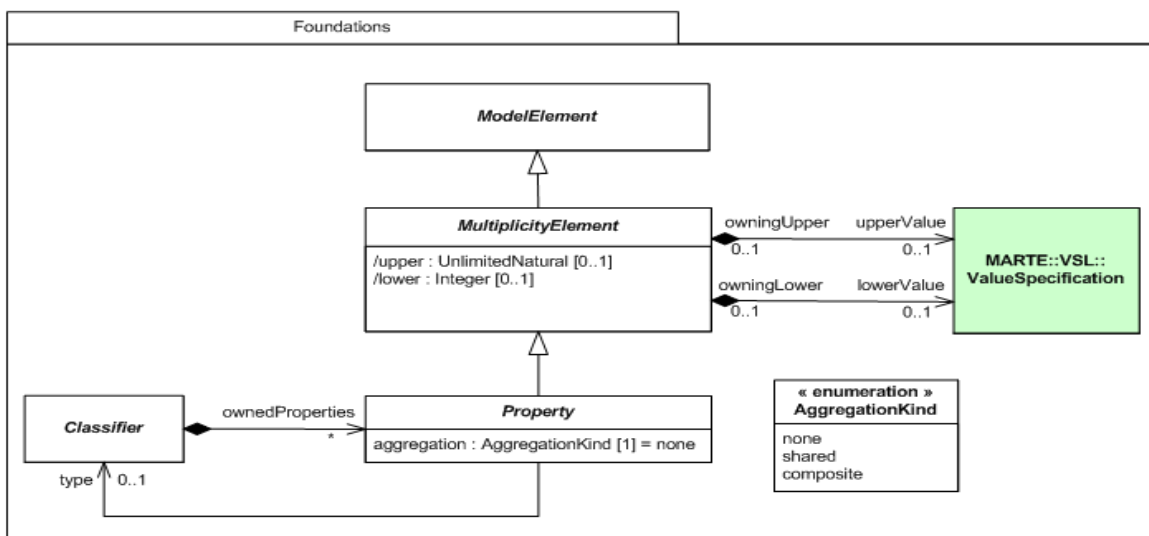 Foundations
ModelElement
MultiplicityElement
/upper : UnlimitedNatural [0..1]
/lower : Integer [0..1]
owningUpper
upperValue
0..1
0..1
owningLower
lowerValue
0..1
0..1
MARTE::VSL::
ValueSpecification
Classifier
ownedProperties
*
Property
aggregation : AggregationKind [1] = none
type
0..1
« enumeration »
AggregationKind
none
shared
composite